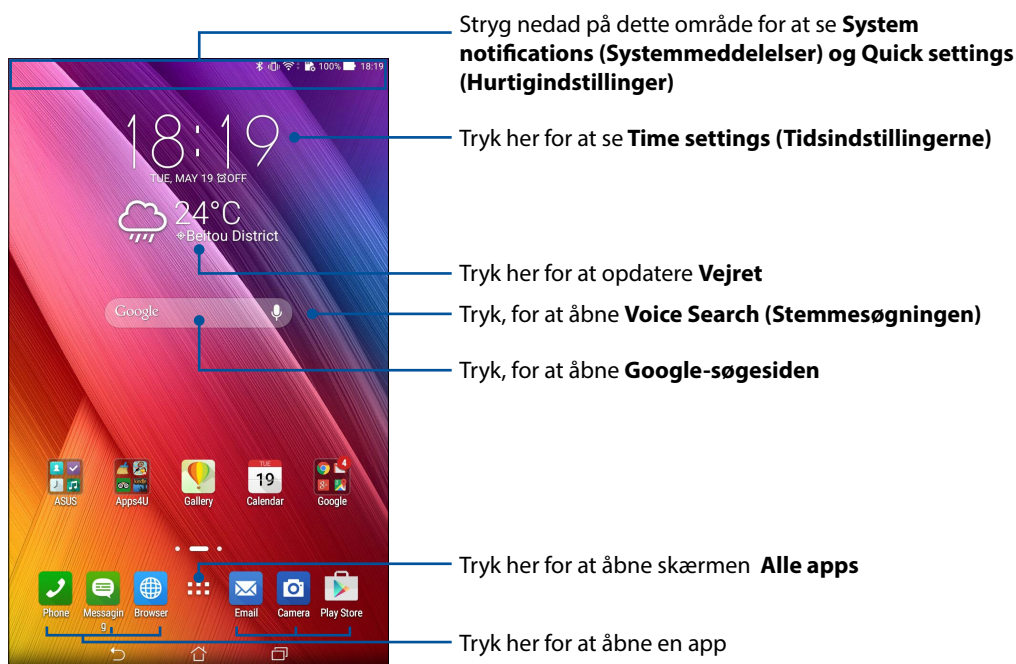 Stryg nedad på dette område for at se System
notifications (Systemmeddelelser) og Quick settings
(Hurtigindstillinger)
100% 18:19
18:19
Tryk her for at se Time settings (Tidsindstillingerne)
TUE, MAY 19 OFF
24°C
Beitou District
Tryk her for at opdatere Vejret
Google
Tryk, for at åbne Voice Search (Stemmesøgningen)
Tryk, for at åbne Google-søgesiden
TUE
19
4
ASUS Apps4U Gallery Calendar Google
Tryk her for at åbne skærmen Alle apps
Phone Messagin Browser Email Camera Play Store
g
Tryk her for at åbne en app